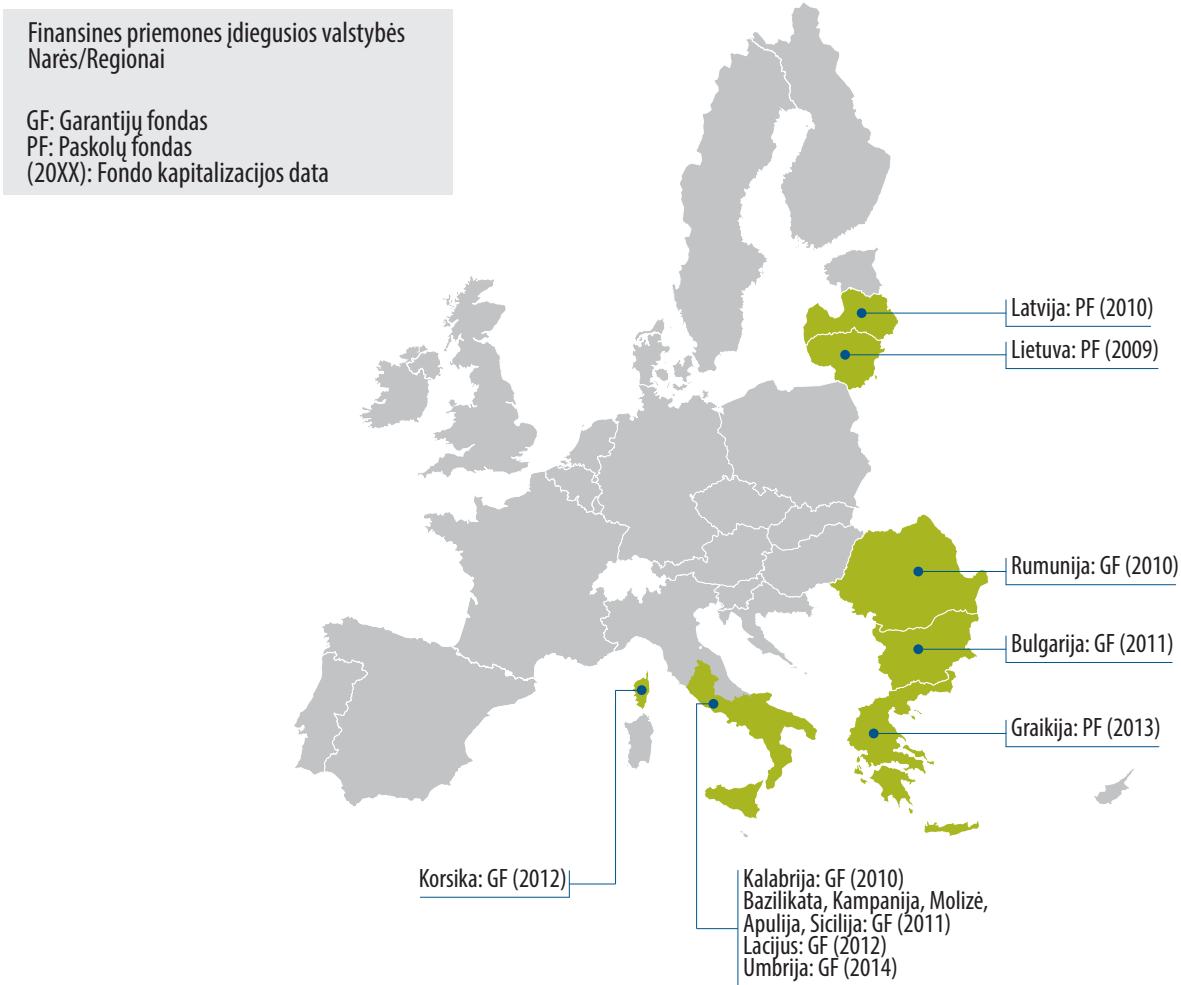 Finansines priemones įdiegusios valstybės
Narės/Regionai
GF: Garantijų fondas
PF: Paskolų fondas
(20XX): Fondo kapitalizacijos data
Latvija: PF (2010)
Lietuva: PF (2009)
Rumunija: GF (2010)
Bulgarija: GF (2011)
Graikija: PF (2013)
Korsika: GF (2012)
Kalabrija: GF (2010)
Bazilikata, Kampanija, Molizė,
Apulija, Sicilija: GF (2011)
Lacijus: GF (2012)
Umbrija: GF (2014)